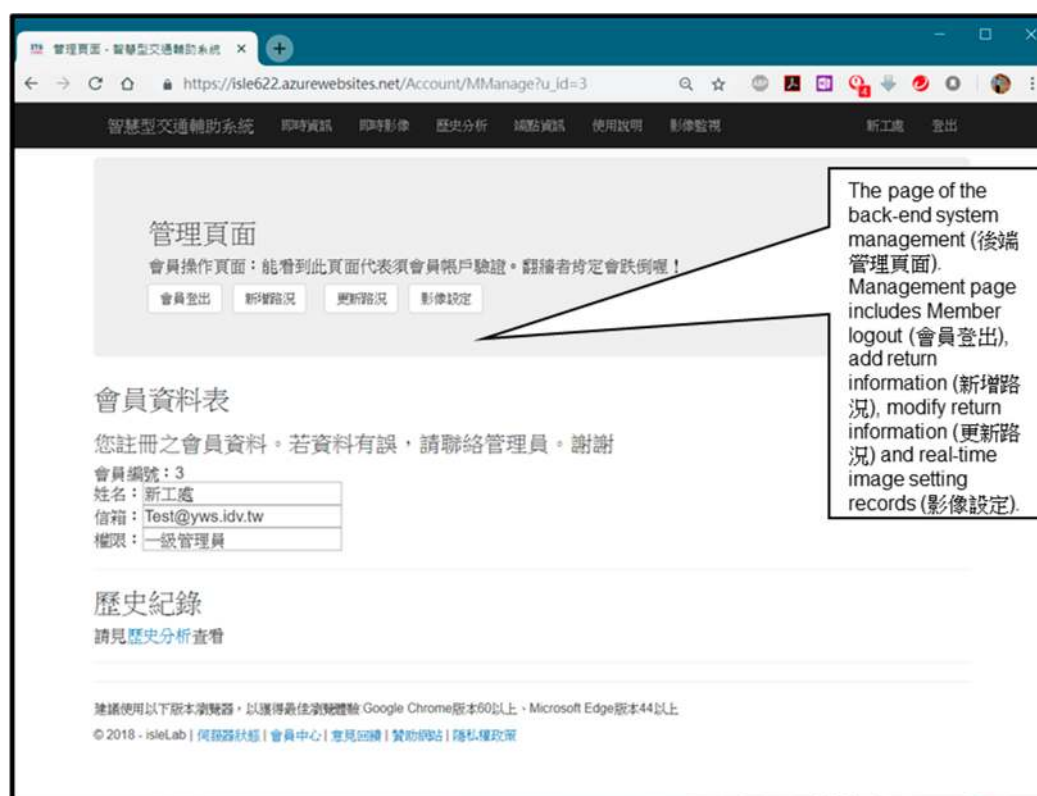 管理頁面 - 智慧型交通輔助系統
https://isle622.azurewebsites.net/Account/MManage?u_id=3
智慧型交通輔助系統 即時資訊 即時影像 歷史分析 端點資訊 使用說明 影像監視 新工處 登出
管理頁面
會員操作頁面：能看到此頁面代表須會員帳戶驗證。翻牆者肯定會跌倒喔！
會員登出 新增路況 更新路況 影像設定
The page of the
back-end system
management (後端
管理頁面).
Management page
includes Member
logout (會員登出),
add return
information (新增路
況), modify return
information (更新路
況) and real-time
image setting
records (影像設定).
會員資料表
您註冊之會員資料。若資料有誤，請聯絡管理員。謝謝
會員編號：3
姓名：新工處
信箱：Test@yws.idv.tw
權限：一級管理員
歷史紀錄
請見歷史分析查看
建議使用以下版本瀏覽器，以獲得最佳瀏覽體驗 Google Chrome版本60以上、Microsoft Edge版本44以上
© 2018 - isleLab | 伺服器狀態 | 會員中心 | 意見回饋 | 贊助網站 | 隱私權政策